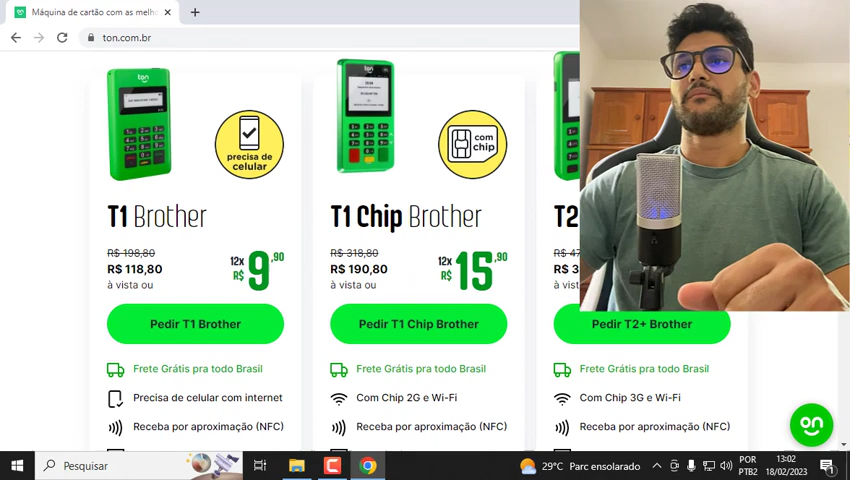 Máquina de cartão com as melho
ton.com.br
ton
precisa de
celular
T1 Brother
R$ 198,80
R$ 118,80
à vista ou
12x
R$ 9,90
Pedir T1 Brother
Frete Grátis pra todo Brasil
Precisa de celular com internet
Receba por aproximação (NFC)
ton
com
chip
T1 Chip Brother
R$ 318,80
R$ 190,80
à vista ou
12x
R$ 15,90
Pedir T1 Chip Brother
Frete Grátis pra todo Brasil
Com Chip 2G e Wi-Fi
Receba por aproximação (NFC)
T2
R$
R$ 3
à vista ou
Pedir T2+ Brother
Frete Grátis pra todo Brasil
Com Chip 3G e Wi-Fi
Receba por aproximação (NFC)
on
Pesquisar
29°C Parc ensolarado
POR
PTB2
13:02
18/02/2023
1